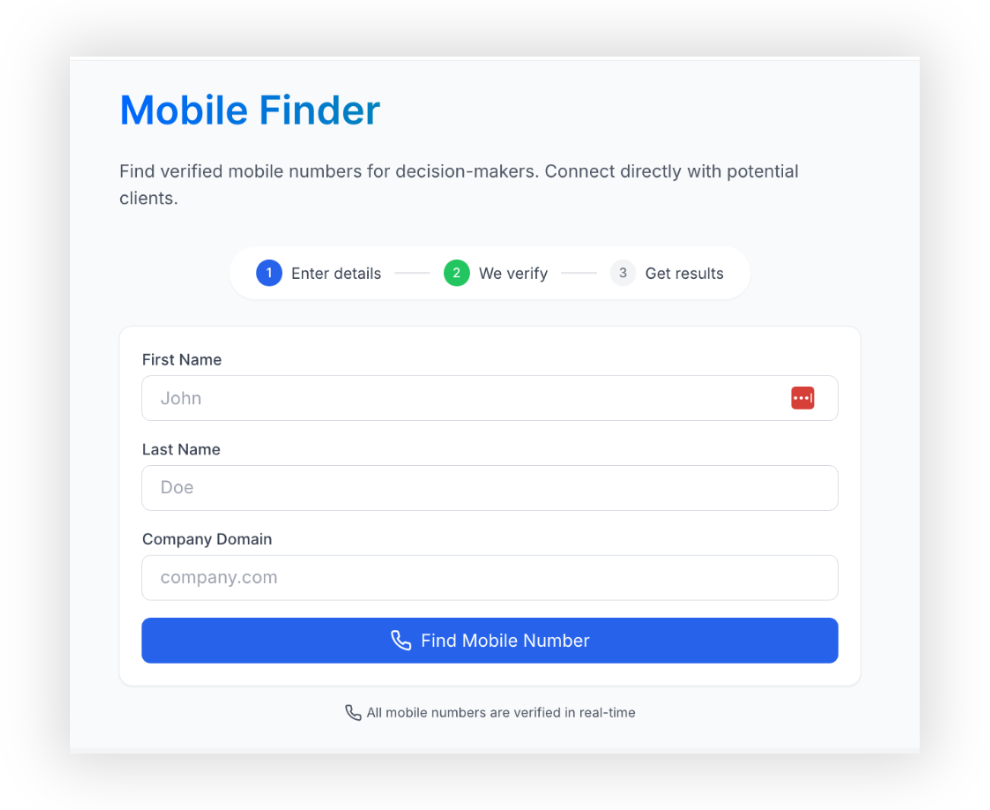 Mobile Finder
Find verified mobile numbers for decision-makers. Connect directly with potential
clients.
1 Enter details 2 We verify 3 Get results
First Name
John
Last Name
Doe
Company Domain
company.com
Find Mobile Number
All mobile numbers are verified in real-time